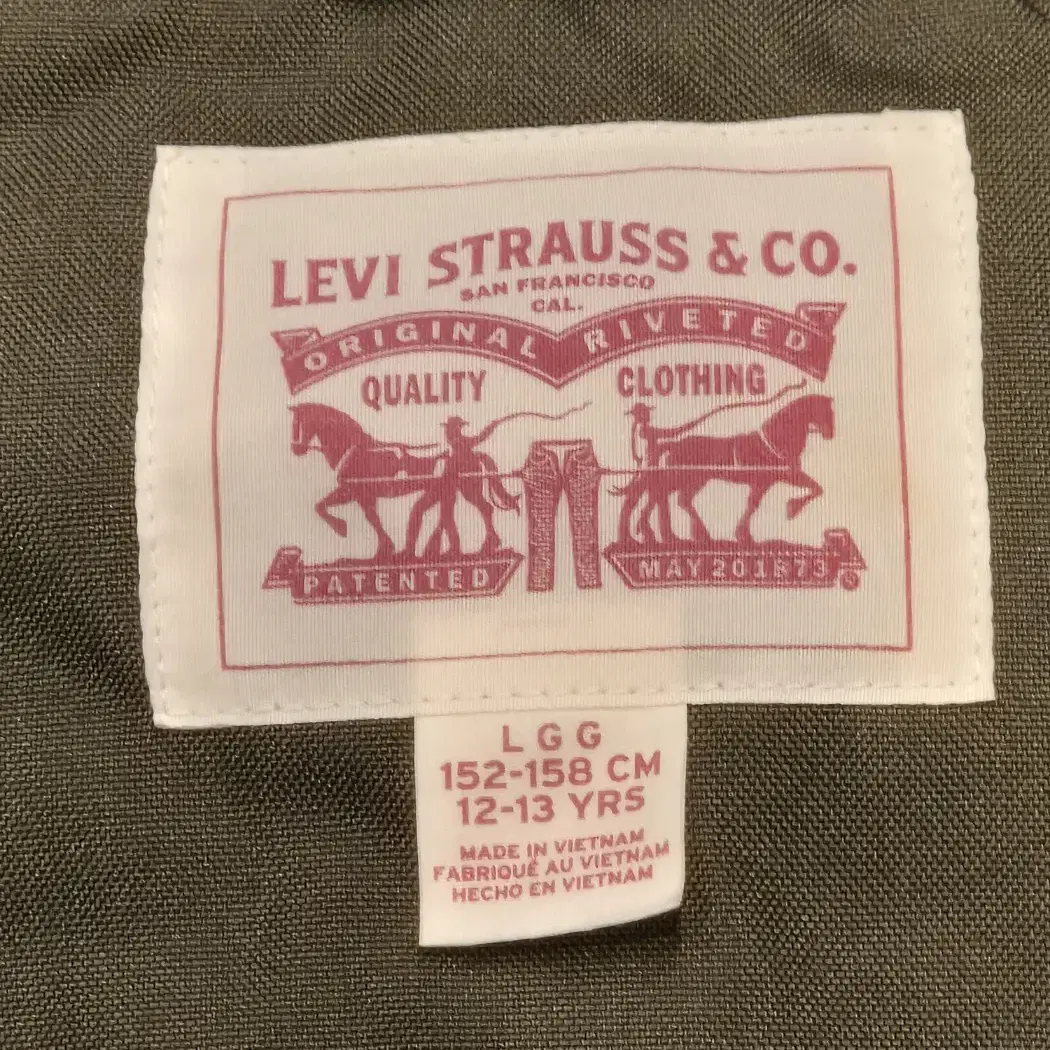 LEVI STRAUSS & CO.
SAN FRANCISCO
CAL.
ORIGINAL RIVETED
QUALITY CLOTHING
PATENTED MAY 20 1873
L G G
152-158 CM
12-13 YRS
MADE IN VIETNAM
FABRIQUÉ AU VIETNAM
HECHO EN VIETNAM